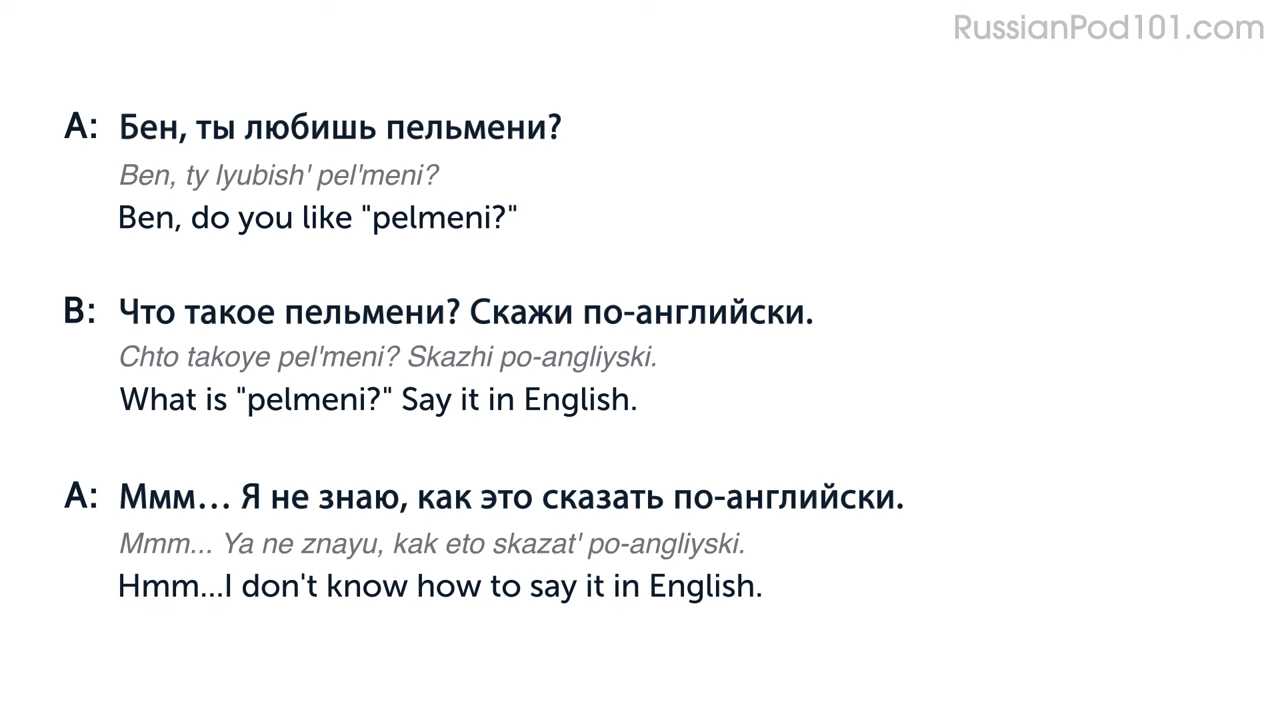 RussianPod101.com
A: Бен, ты любишь пельмени?
Ben, ty lyubish' pel'meni?
Ben, do you like "pelmeni?"
B: Что такое пельмени? Скажи по-английски.
Chto takoye pel'meni? Skazhi po-angliyski.
What is "pelmeni?" Say it in English.
A: Ммм... Я не знаю, как это сказать по-английски.
Mmm... Ya ne znayu, kak eto skazat' po-angliyski.
Hmm...I don't know how to say it in English.